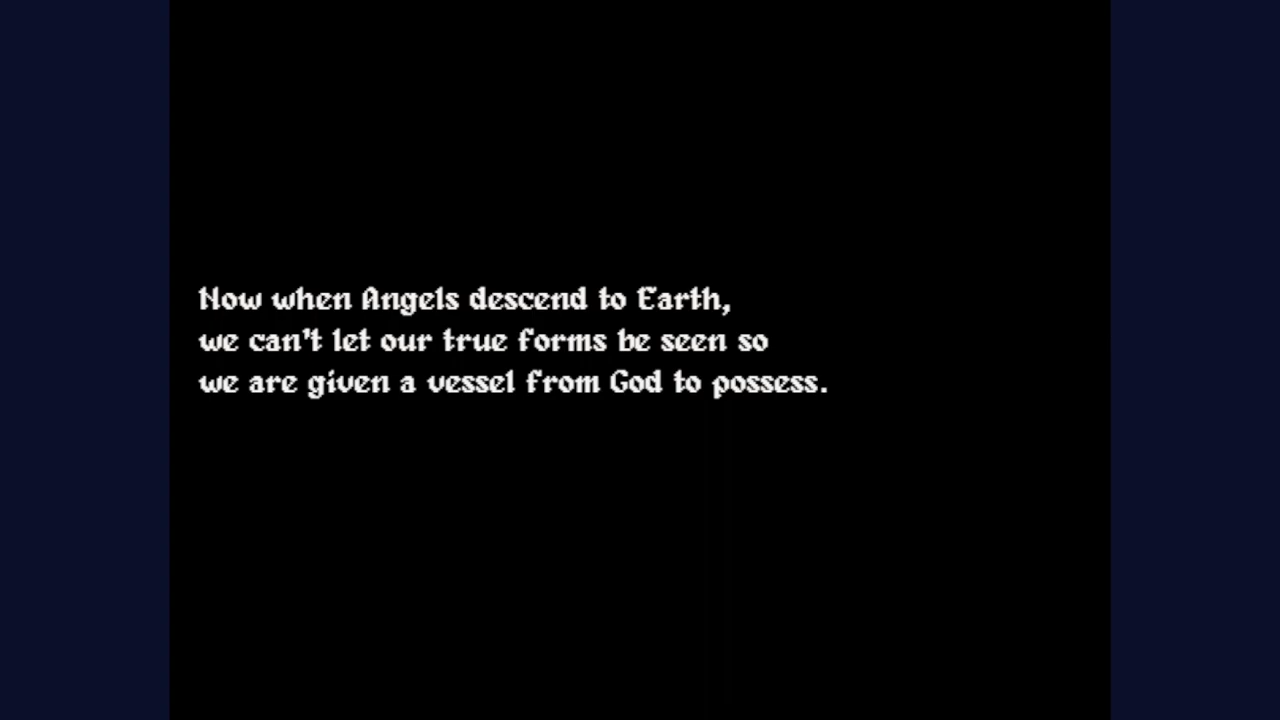 Now when Angels descend to Earth,
we can't let our true forms be seen so
we are given a vessel from God to possess.